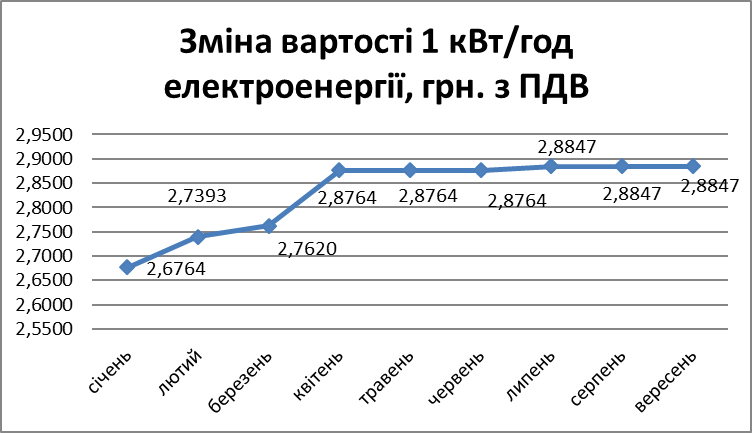 Зміна вартості 1 кВт/год
електроенергії, грн. з ПДВ
2,9500
2,9000
2,8500
2,8000
2,7500
2,7000
2,6500
2,6000
2,5500
2,6764
2,7393
2,7620
2,8764
2,8764
2,8764
2,8847
2,8847
2,8847
січень
лютий
березень
квітень
травень
червень
липень
серпень
вересень